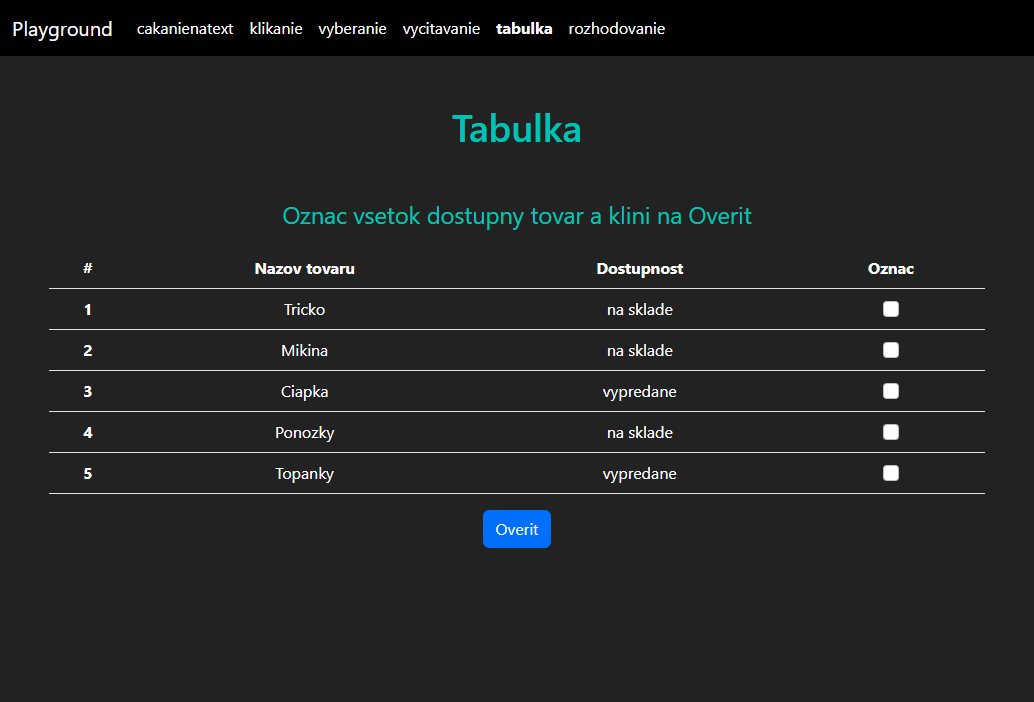 Playground cakanienatext klikanie vyberanie vycitavanie tabulka rozhodovanie
Tabulka
Oznac vsetok dostupny tovar a klini na Overit
# Nazov tovaru Dostupnost Oznac
1 Tricko na sklade
2 Mikina na sklade
3 Ciapka vypredane
4 Ponozky na sklade
5 Topanky vypredane
Overit